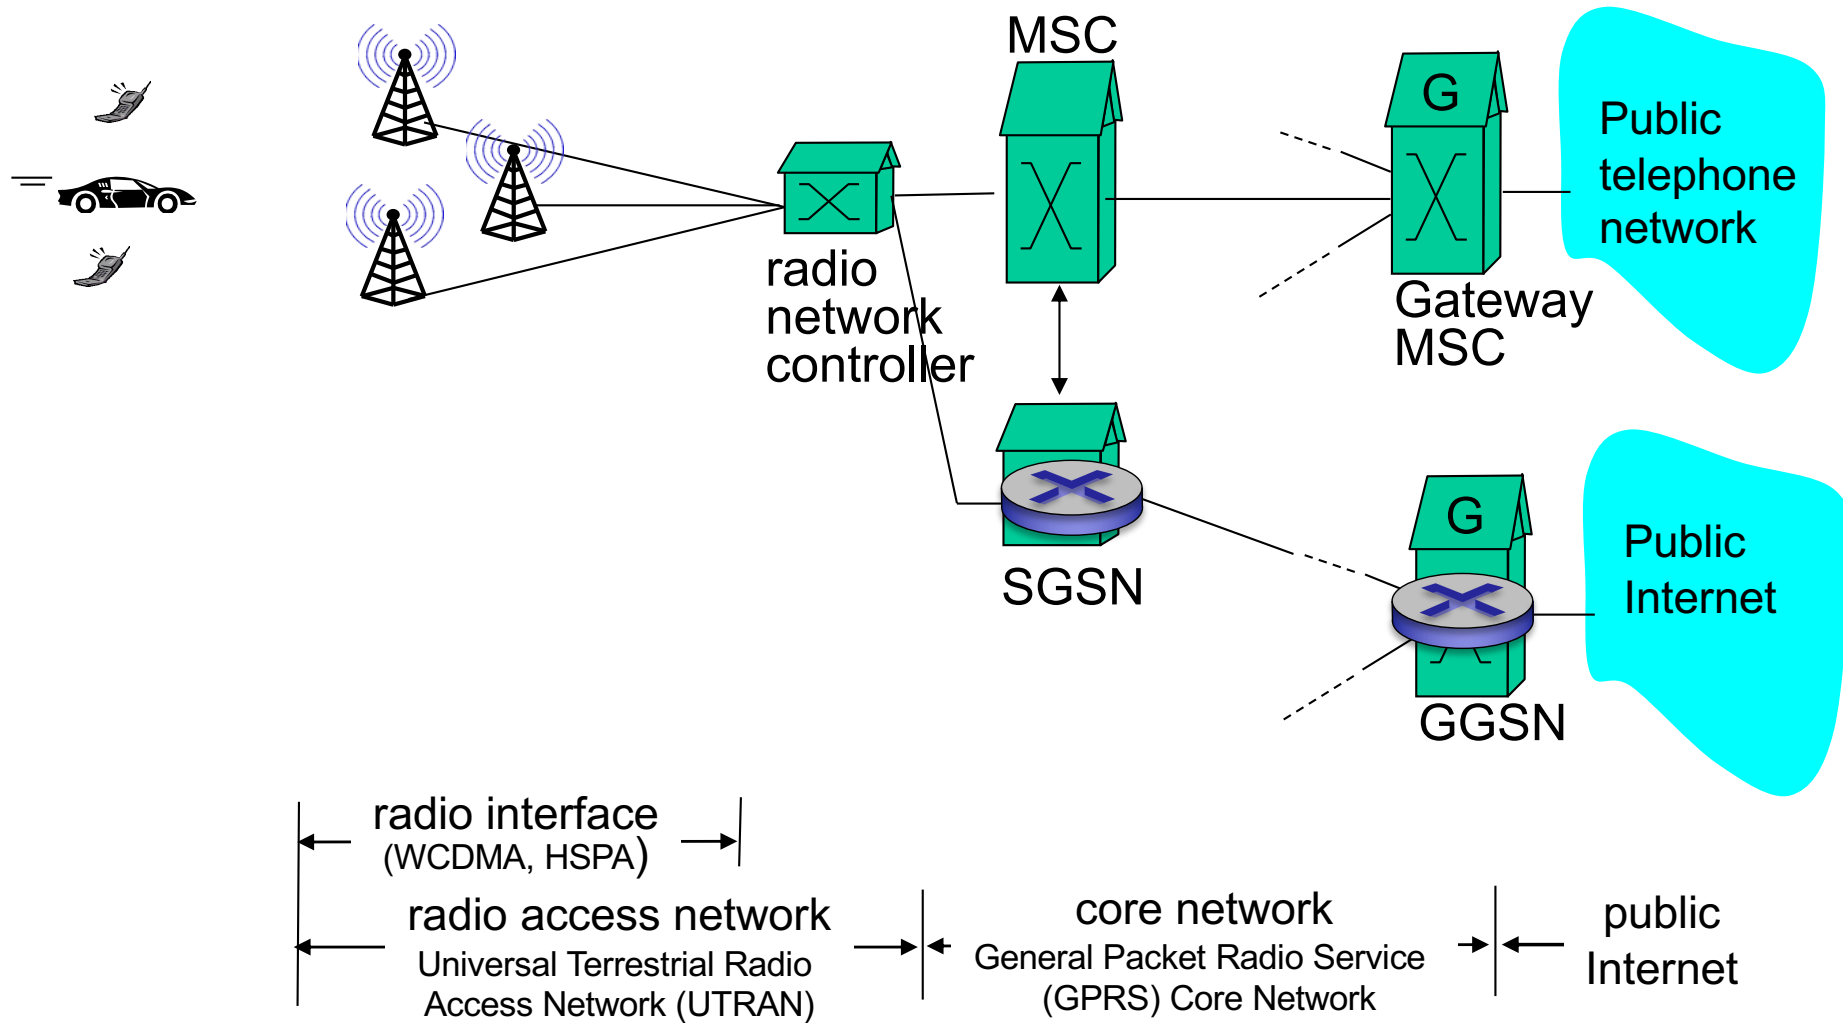 MSC
G
Public
telephone
network
radio
network
controller
Gateway
MSC
SGSN
G
Public
Internet
GGSN
radio interface
(WCDMA, HSPA)
radio access network
Universal Terrestrial Radio
Access Network (UTRAN)
core network
General Packet Radio Service
(GPRS) Core Network
public
Internet